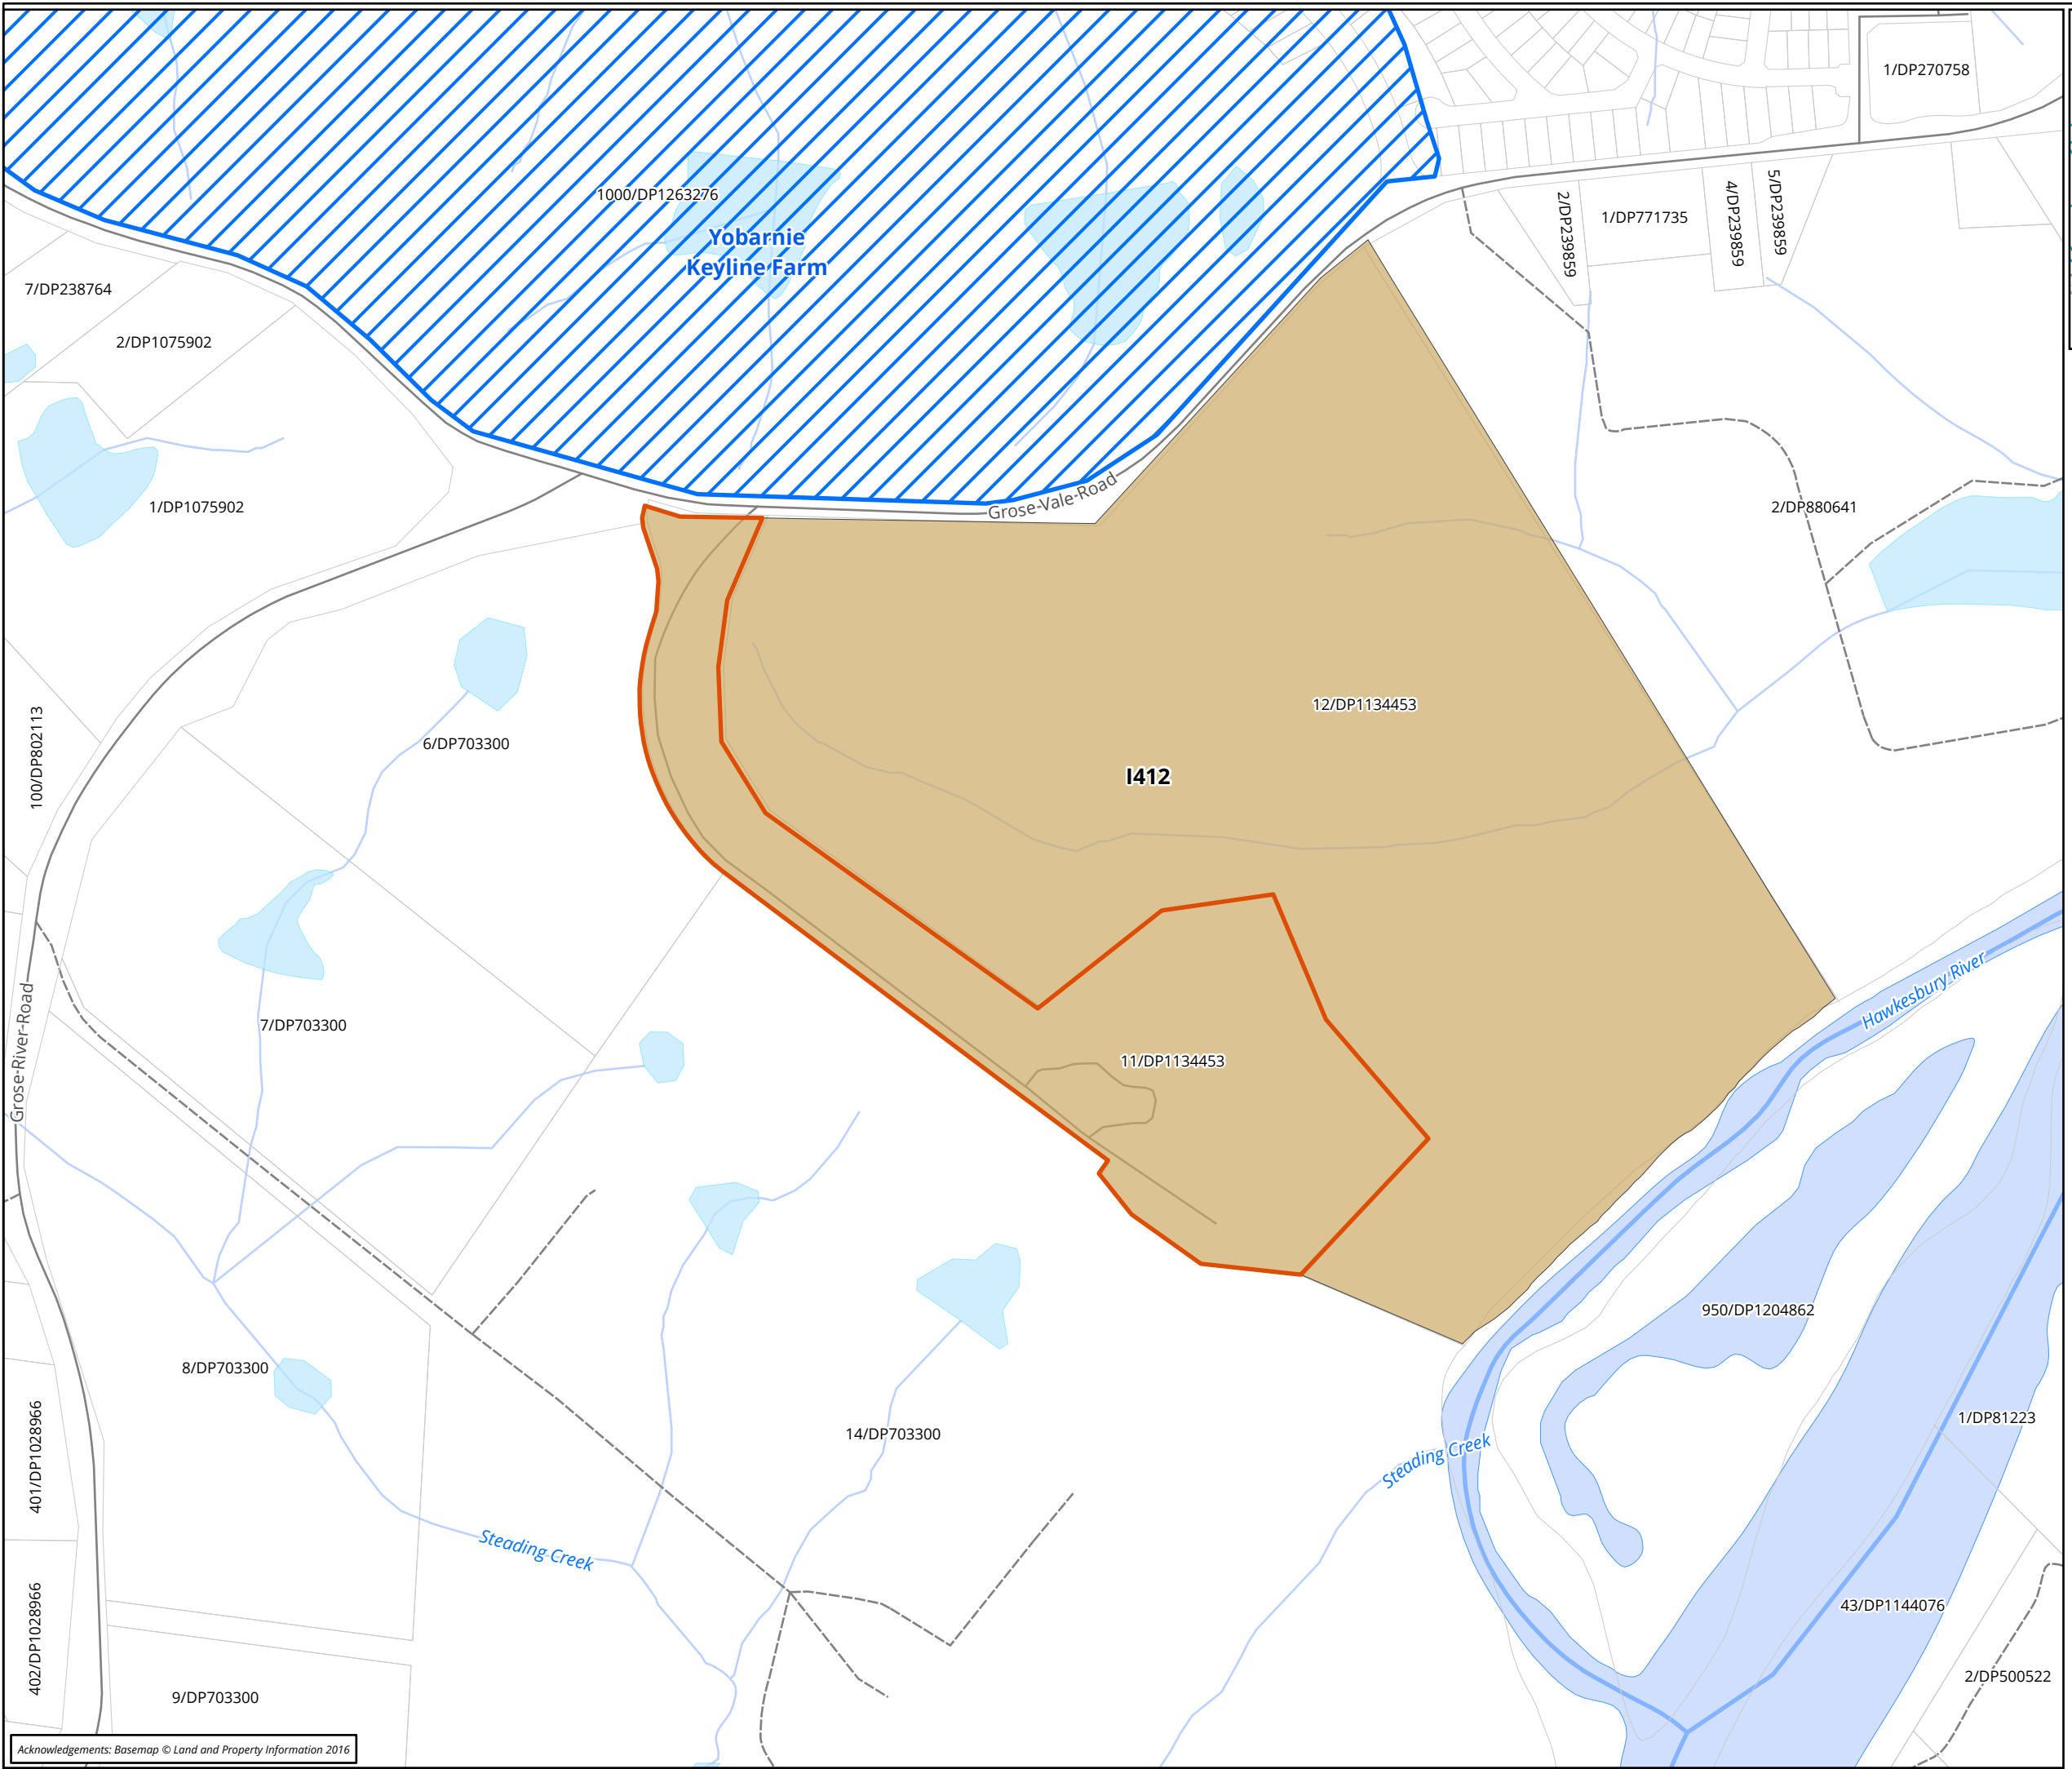 1/DP270758
1000/DP1263276
2/DP239859
1/DP771735
4/DP239859
5/DP239859
Yobarnie
Keyline Farm
7/DP238764
2/DP1075902
1/DP1075902
Grose-Vale-Road
2/DP880641
100/DP802113
6/DP703300
12/DP1134453
I412
Hawkesbury River
Grose-River-Road
7/DP703300
11/DP1134453
950/DP1204862
8/DP703300
401/DP1028966
14/DP703300
1/DP81223
Steading Creek
Steading Creek
402/DP1028966
43/DP1144076
9/DP703300
2/DP500522
Acknowledgements: Basemap © Land and Property Information 2016